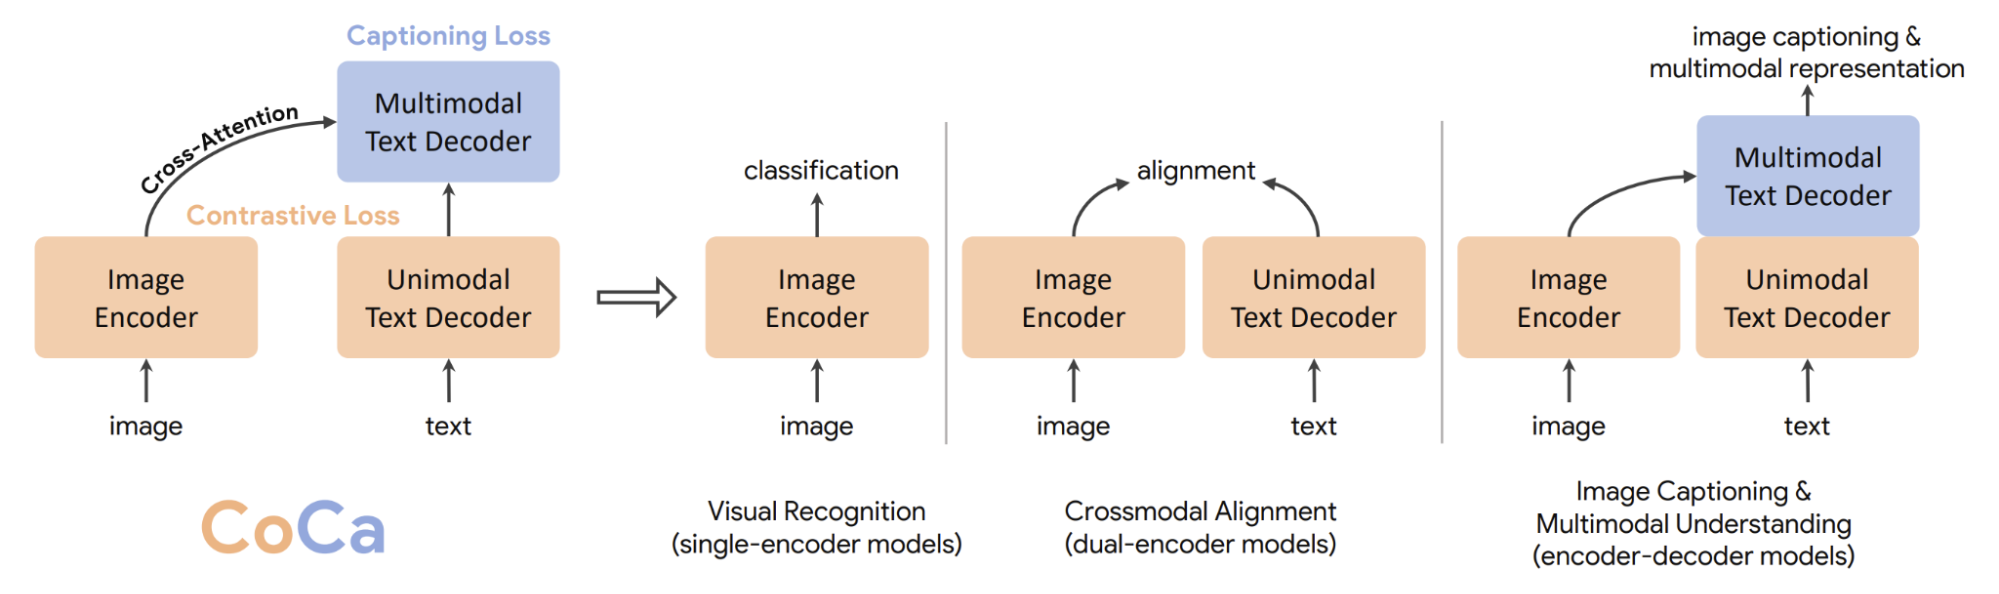 Captioning Loss
Multimodal
Text Decoder
Cross-Attention
Contrastive Loss
Image
Encoder
Unimodal
Text Decoder
image
text
CoCa
classification
Image
Encoder
image
Visual Recognition
(single-encoder models)
alignment
Image
Encoder
Unimodal
Text Decoder
image
text
Crossmodal Alignment
(dual-encoder models)
image captioning &
multimodal representation
Multimodal
Text Decoder
Image
Encoder
Unimodal
Text Decoder
image
text
Image Captioning &
Multimodal Understanding
(encoder-decoder models)